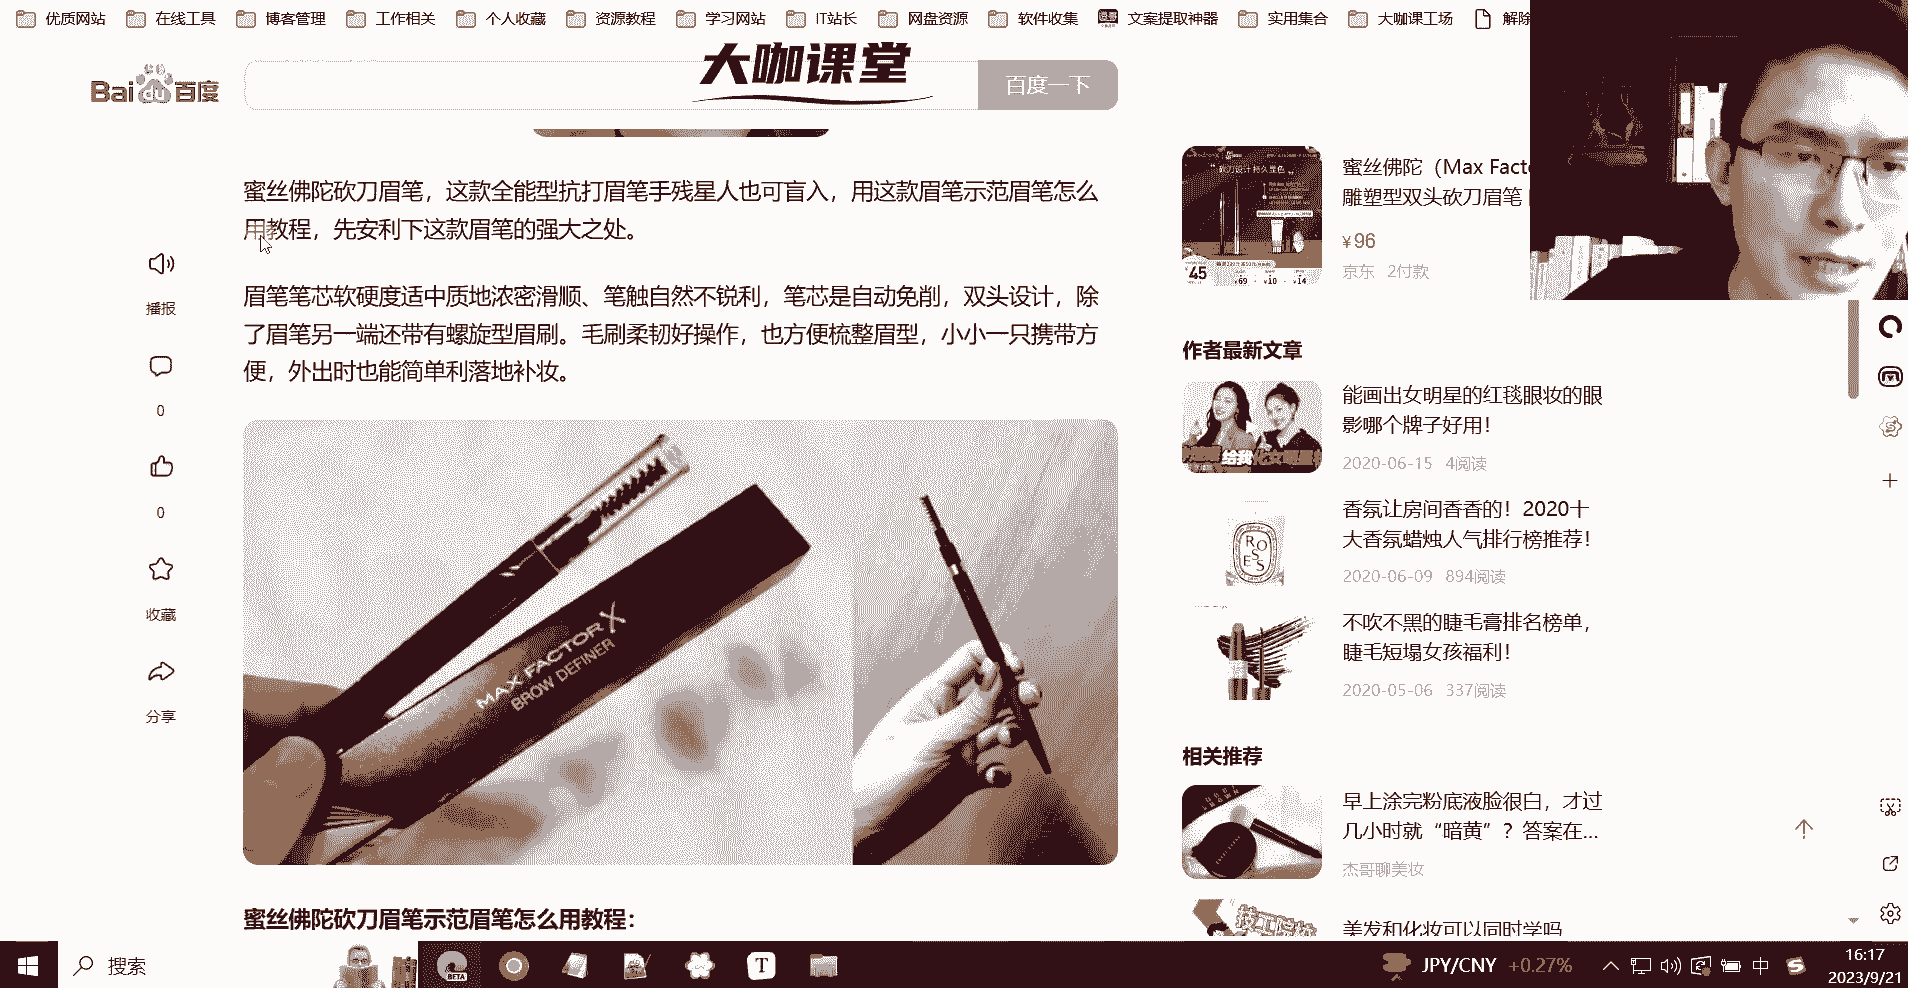 优质网站
在线工具
博客管理
工作相关
个人收藏
资源教程
学习网站
IT站长
网盘资源
软件收集
文案提取神器
实用集合
大咖课工场
解除
Bai du 百度
大咖课堂
百度一下
蜜丝佛陀砍刀眉笔，这款全能型抗打眉笔手残星人也可盲入，用这款眉笔示范眉笔怎么
用教程，先安利下这款眉笔的强大之处。
眉笔笔芯软硬度适中质地浓密滑顺、笔触自然不锐利，笔芯是自动免削，双头设计，除
了眉笔另一端还带有螺旋型眉刷。毛刷柔韧好操作，也方便梳整眉型，小小一只携带方
便，外出时也能简单利落地补妆。
播报
0
0
收藏
分享
MAX FACTOR X
BROW DEFINER
蜜丝佛陀砍刀眉笔示范眉笔怎么用教程：
砍刀设计持久显色
45
69
10
14
蜜丝佛陀（Max Facto
雕塑型双头砍刀眉笔
¥96
京东 2付款
作者最新文章
给我
能画出女明星的红毯眼妆的眼
影哪个牌子好用！
2020-06-15 4阅读
ROSES
香氛让房间香香的！2020十
大香氛蜡烛人气排行榜推荐！
2020-06-09 894阅读
不吹不黑的睫毛膏排名榜单，
睫毛短塌女孩福利！
2020-05-06 337阅读
相关推荐
早上涂完粉底液脸很白，才过
几小时就“暗黄”？答案在...
杰哥聊美妆
美发和化妆可以同时学吗
搜索
BETA
T
JPY/CNY +0.27%
中
S
16:17
2023/9/21